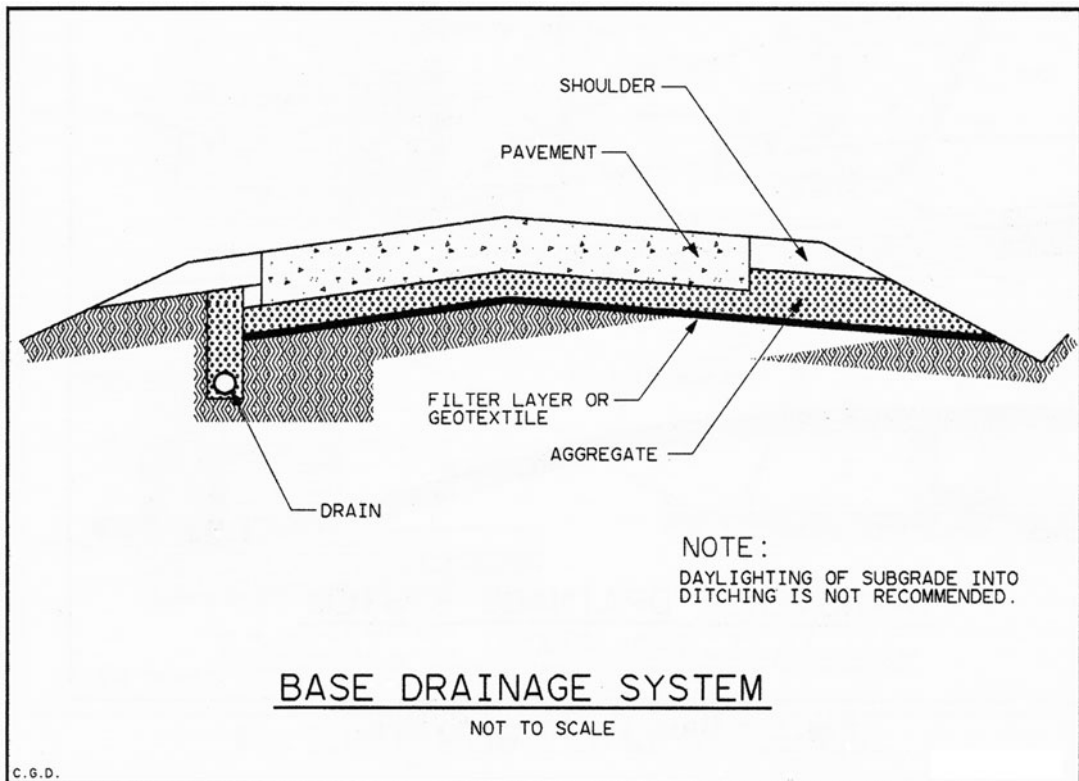 SHOULDER
PAVEMENT
FILTER LAYER OR
GEOTEXTILE
AGGREGATE
DRAIN
NOTE:
DAYLIGHTING OF SUBGRADE INTO
DITCHING IS NOT RECOMMENDED.
BASE DRAINAGE SYSTEM
NOT TO SCALE
C.G.D.